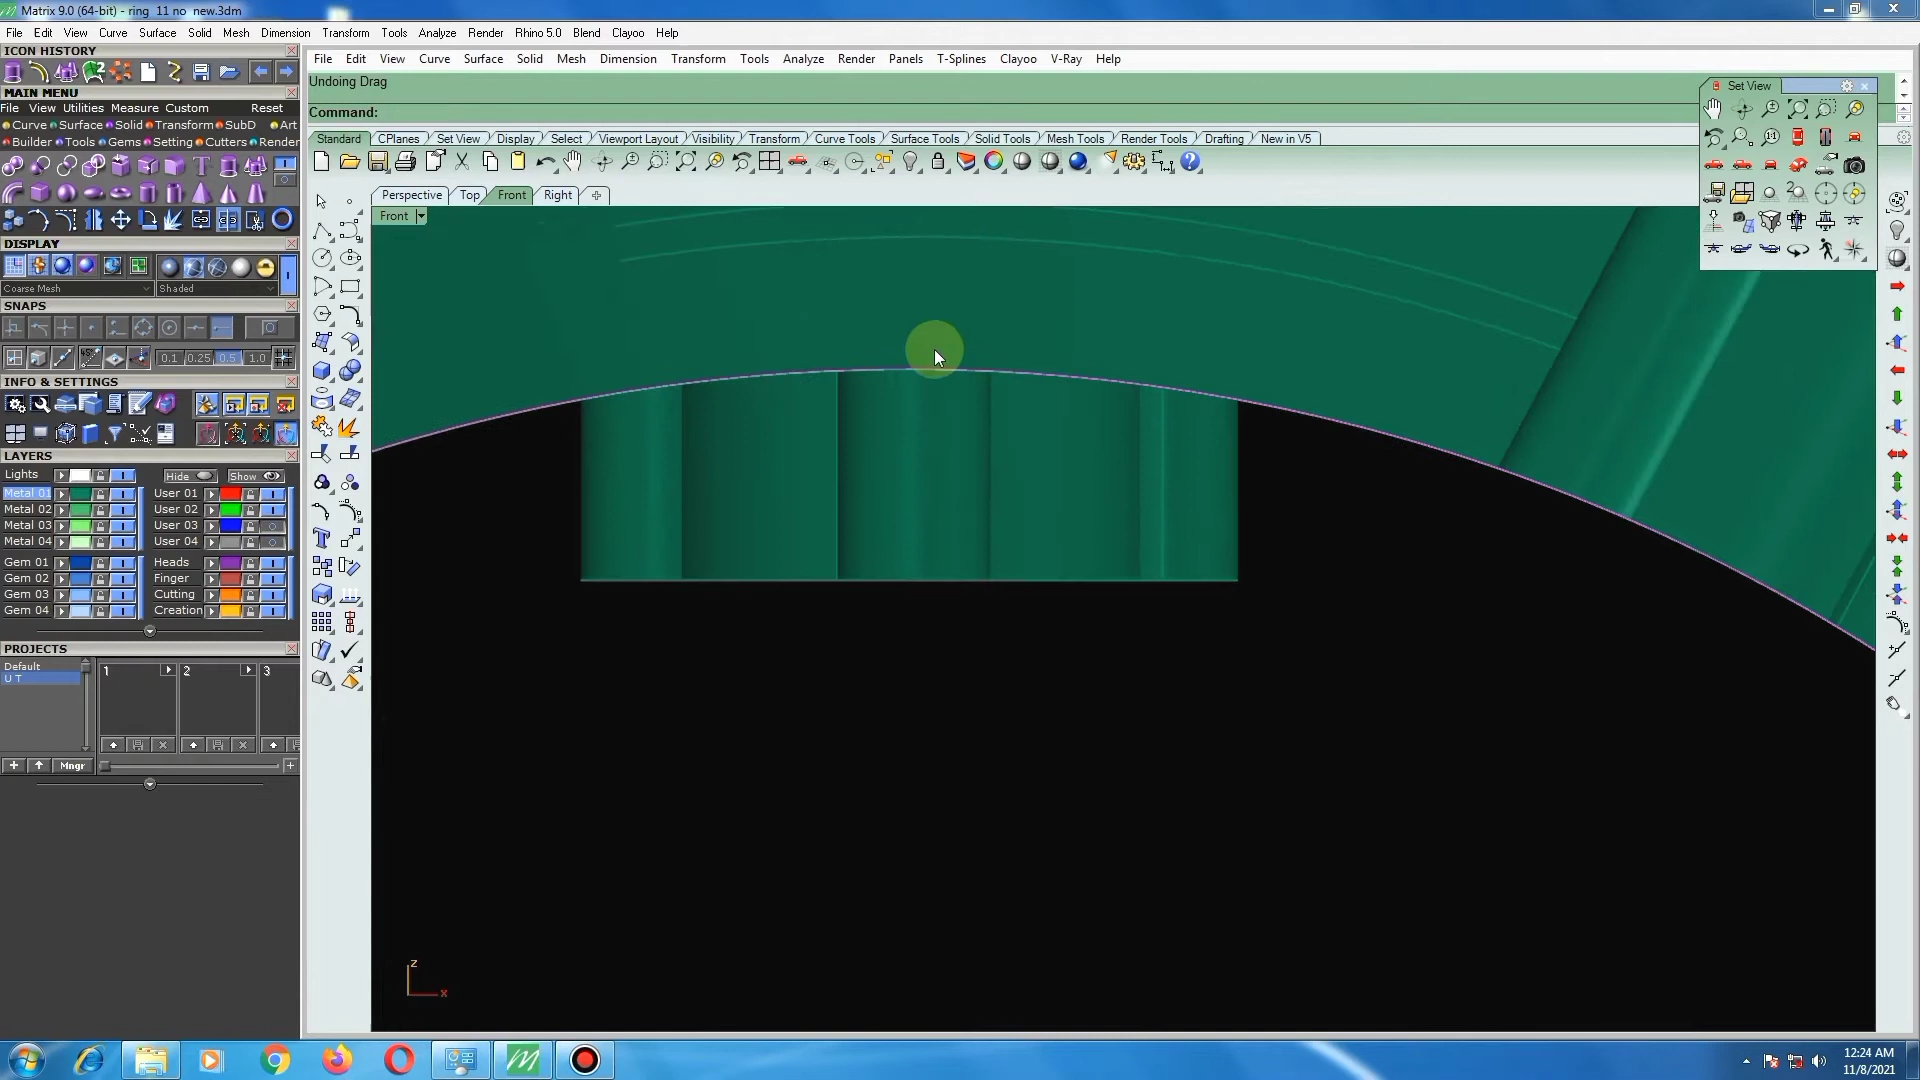 Matrix 9.0 (64-bit) - ring  11 no  new.3dm
File Edit View Curve Surface Solid Mesh Dimension Transform Tools Analyze Render Rhino 5.0 Blend Clayoo Help
ICON HISTORY
MAIN MENU
File View Utilities Measure Custom Reset
Curve Surface Solid Transform SubD Art
Builder Tools Gems Setting Cutters Render
DISPLAY
Coarse Mesh Shaded
SNAPS
0.1 0.25 0.5 1.0
INFO & SETTINGS
LAYERS
Lights Hide Show
Metal 01 User 01
Metal 02 User 02
Metal 03 User 03
Metal 04 User 04
Gem 01 Heads
Gem 02 Finger
Gem 03 Cutting
Gem 04 Creation
PROJECTS
Default
U T
1 2 3
Mngr
File Edit View Curve Surface Solid Mesh Dimension Transform Tools Analyze Render Panels T-Splines Clayoo V-Ray Help
Undoing Drag
Command:
Standard CPlanes Set View Display Select Viewport Layout Visibility Transform Curve Tools Surface Tools Solid Tools Mesh Tools Render Tools Drafting New in V5
Perspective Top Front Right
Front
Set View
z
x
12:24 AM
11/8/2021